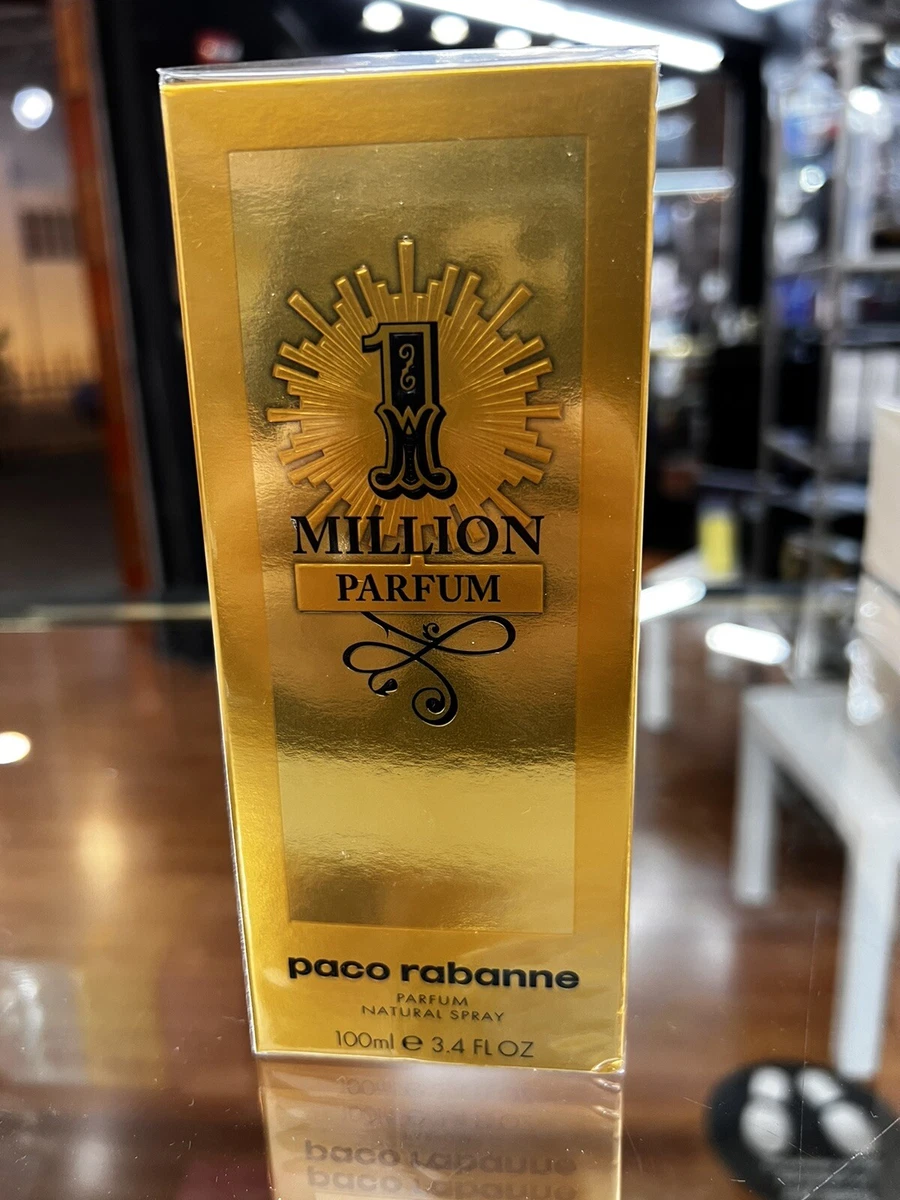 1
MILLION
PARFUM
paco rabanne
PARFUM
NATURAL SPRAY
100ml e 3.4 FL OZ